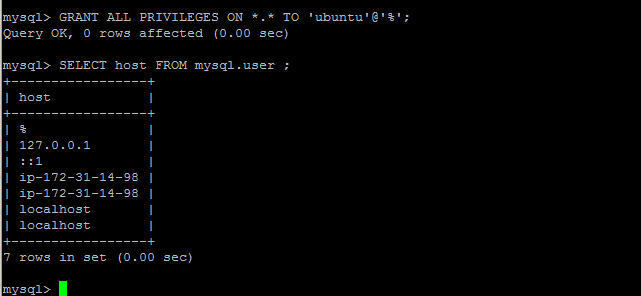 mysql> GRANT ALL PRIVILEGES ON *.* TO 'ubuntu'@'%';
Query OK, 0 rows affected (0.00 sec)
mysql> SELECT host FROM mysql.user ;
+-----------------+
| host            |
+-----------------+
| %               |
| 127.0.0.1       |
| ::1             |
| ip-172-31-14-98 |
| ip-172-31-14-98 |
| localhost       |
| localhost       |
+-----------------+
7 rows in set (0.00 sec)
mysql>